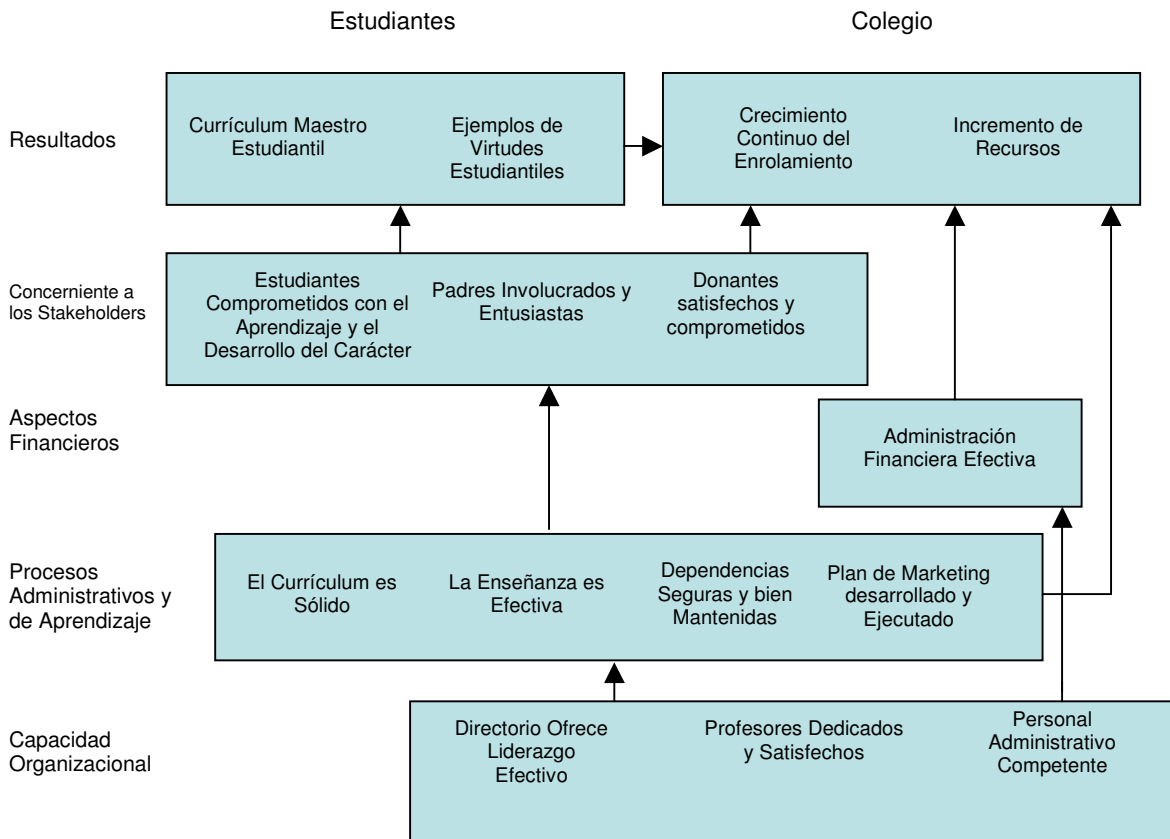 Estudiantes
Colegio
Resultados
Currículum Maestro
Estudiantil
Ejemplos de
Virtudes
Estudiantiles
Crecimiento
Continuo del
Enrolamiento
Incremento de
Recursos
Concerniente a
los Stakeholders
Estudiantes
Comprometidos con el
Aprendizaje y el
Desarrollo del Carácter
Padres Involucrados y
Entusiastas
Donantes
satisfechos y
comprometidos
Aspectos
Financieros
Administración
Financiera Efectiva
Procesos
Administrativos y
de Aprendizaje
El Currículum es
Sólido
La Enseñanza es
Efectiva
Dependencias
Seguras y bien
Mantenidas
Plan de Marketing
desarrollado y
Ejecutado
Capacidad
Organizacional
Directorio Ofrece
Liderazgo
Efectivo
Profesores Dedicados
y Satisfechos
Personal
Administrativo
Competente